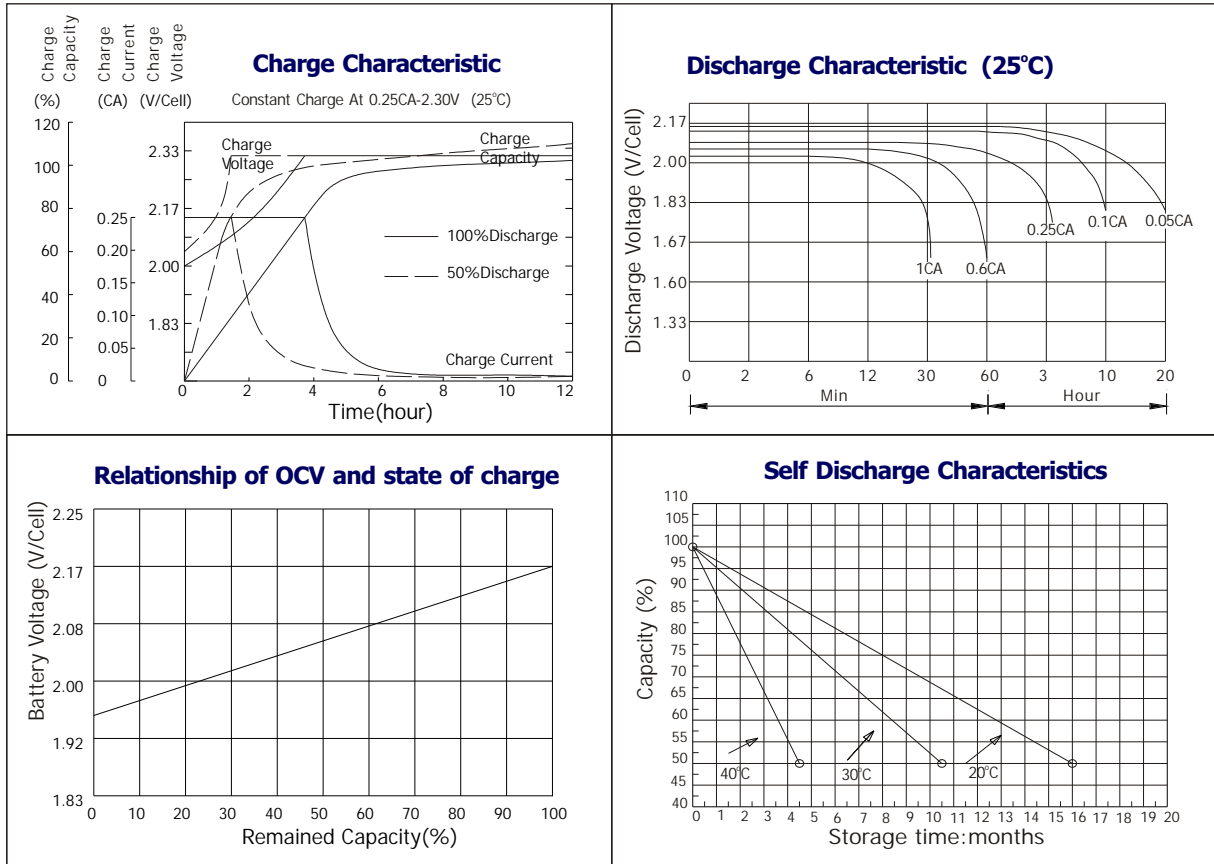 Charge Capacity
Charge Current
Charge Voltage
(%)
(CA)
(V/Cell)
Charge Characteristic
Constant Charge At 0.25CA-2.30V (25°C)
120
100
80
60
40
20
0
0.25
0.20
0.15
0.10
0.05
0
2.33
2.17
2.00
1.83
Charge Voltage
Charge Capacity
100%Discharge
50%Discharge
Charge Current
0 2 4 6 8 10 12
Time(hour)
Discharge Characteristic (25°C)
Discharge Voltage (V/Cell)
2.17
2.00
1.83
1.67
1.60
1.33
1CA
0.6CA
0.25CA
0.1CA
0.05CA
0 2 6 12 30 60 3 10 20
Min
Hour
Relationship of OCV and state of charge
Battery Voltage (V/Cell)
2.25
2.17
2.08
2.00
1.92
1.83
0 10 20 30 40 50 60 70 80 90 100
Remained Capacity(%)
Self Discharge Characteristics
Capacity (%)
110
105
100
95
90
85
80
75
70
65
60
55
50
45
40
40°C
30°C
20°C
0 1 2 3 4 5 6 7 8 9 10 11 12 13 14 15 16 17 18 19 20
Storage time:months